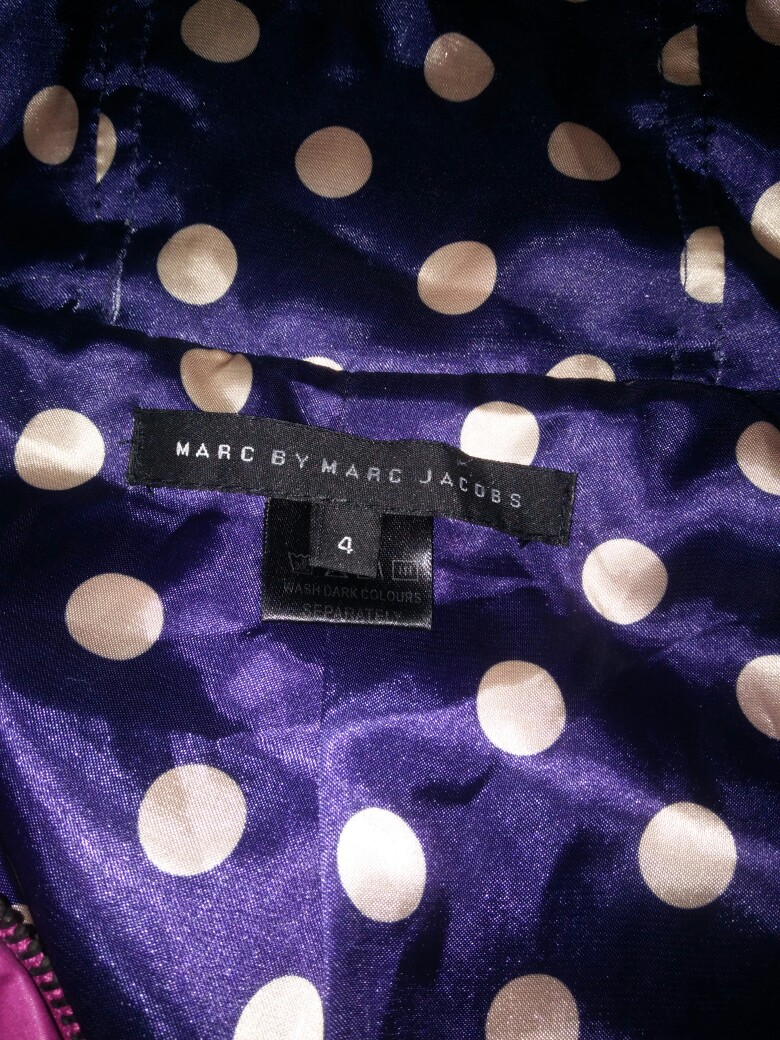 MARC BY MARC JACOBS
4
WASH DARK COLOURS
SEPARATELY